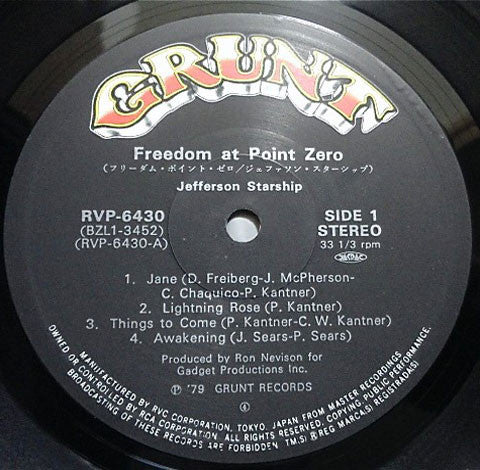 GRUNT
Freedom at Point Zero
(フリーダム・ポイント・ゼロ/ジェファソン・スターシップ)
Jefferson Starship
RVP-6430
(BZL1-3452)
(RVP-6430-A)
SIDE 1
STEREO
33 1/3 rpm
1. Jane (D. Freiberg-J. McPherson-
C. Chaquico-P. Kantner)
2. Lightning Rose (P. Kantner)
3. Things to Come (P. Kantner-C. W. Kantner)
4. Awakening (J. Sears-P. Sears)
Produced by Ron Nevison for
Gadget Productions Inc.
Ⓟ '79 GRUNT RECORDS
MANUFACTURED BY RVC CORPORATION, TOKYO, JAPAN FROM MASTER RECORDINGS
OWNED OR CONTROLLED BY RCA CORPORATION. ALL RIGHTS RESERVED. COPYING, PUBLIC PERFORMANCE,
BROADCASTING OF THESE RECORDS ARE FORBIDDEN. TM(S) ® REG MARCA(S) REGISTRADA(S)